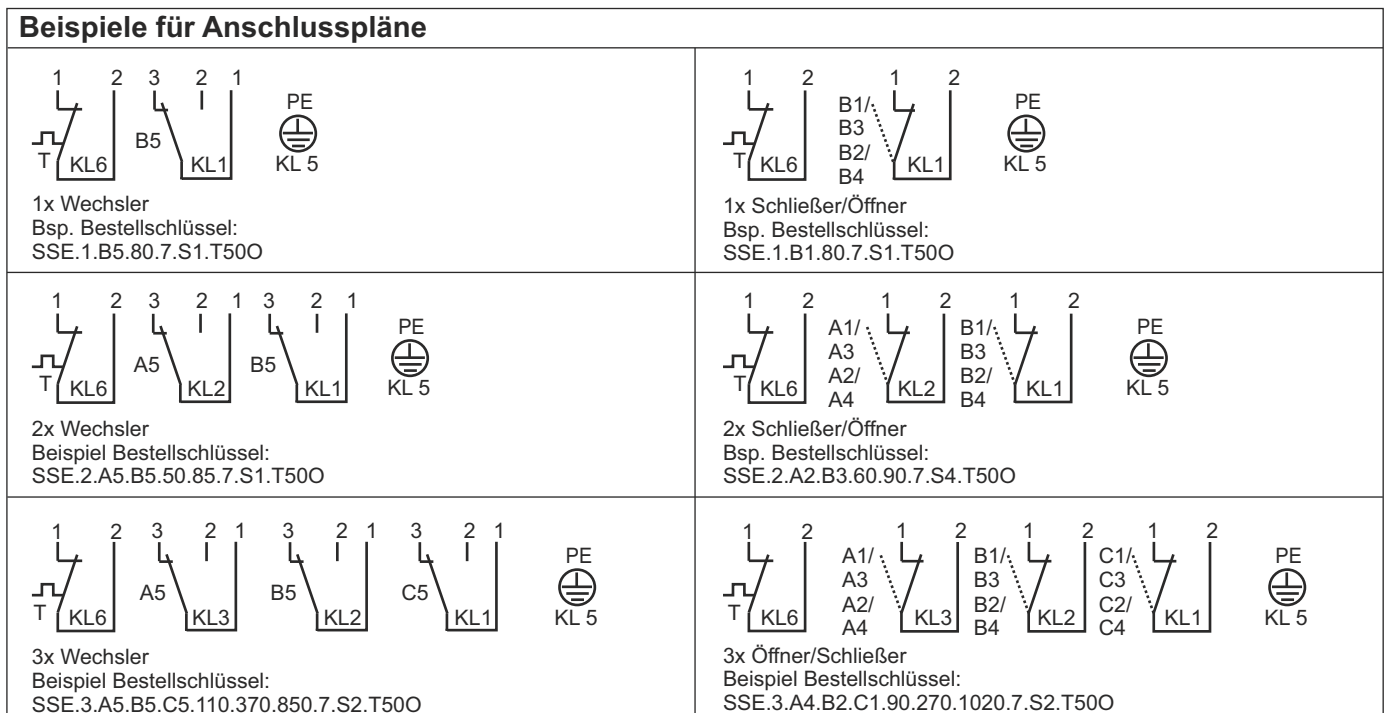 Beispiele für Anschlusspläne
1 2 3 2 1
PE
B5
T KL6 KL1 KL 5
1x Wechsler
Bsp. Bestellschlüssel:
SSE.1.B5.80.7.S1.T50O
1 2 1 2
B1/ PE
B3
B2/
T KL6 KL1 KL 5
B4
1x Schließer/Öffner
Bsp. Bestellschlüssel:
SSE.1.B1.80.7.S1.T50O
1 2 3 2 1 3 2 1
PE
A5 B5
T KL6 KL2 KL1 KL 5
2x Wechsler
Beispiel Bestellschlüssel:
SSE.2.A5.B5.50.85.7.S1.T50O
1 2 1 2 1 2
A1/ B1/ PE
A3 B3
A2/ B2/
T KL6 KL2 KL1 KL 5
A4 B4
2x Schließer/Öffner
Bsp. Bestellschlüssel:
SSE.2.A2.B3.60.90.7.S4.T50O
1 2 3 2 1 3 2 1 3 2 1
PE
A5 B5 C5
T KL6 KL3 KL2 KL1 KL 5
3x Wechsler
Beispiel Bestellschlüssel:
SSE.3.A5.B5.C5.110.370.850.7.S2.T50O
1 2 1 2 1 2 1 2
A1/ B1/ C1/ PE
A3 B3 C3
A2/ B2/ C2/
T KL6 KL3 KL2 KL1 KL 5
A4 B4 C4
3x Öffner/Schließer
Beispiel Bestellschlüssel:
SSE.3.A4.B2.C1.90.270.1020.7.S2.T50O